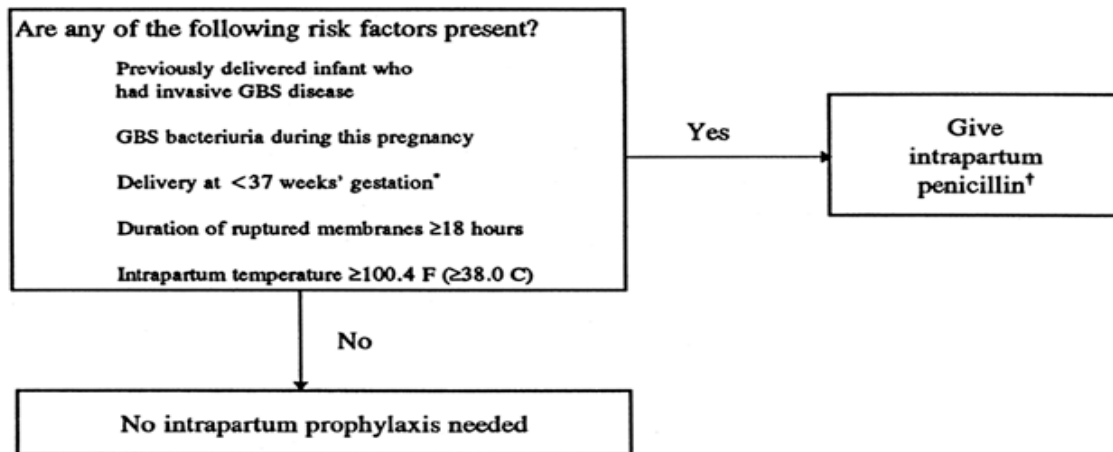 Are any of the following risk factors present?
Previously delivered infant who
had invasive GBS disease
GBS bacteriuria during this pregnancy
Delivery at <37 weeks' gestation*
Duration of ruptured membranes ≥18 hours
Intrapartum temperature ≥100.4 F (≥38.0 C)
Yes
Give
intrapartum
penicillin†
No
No intrapartum prophylaxis needed